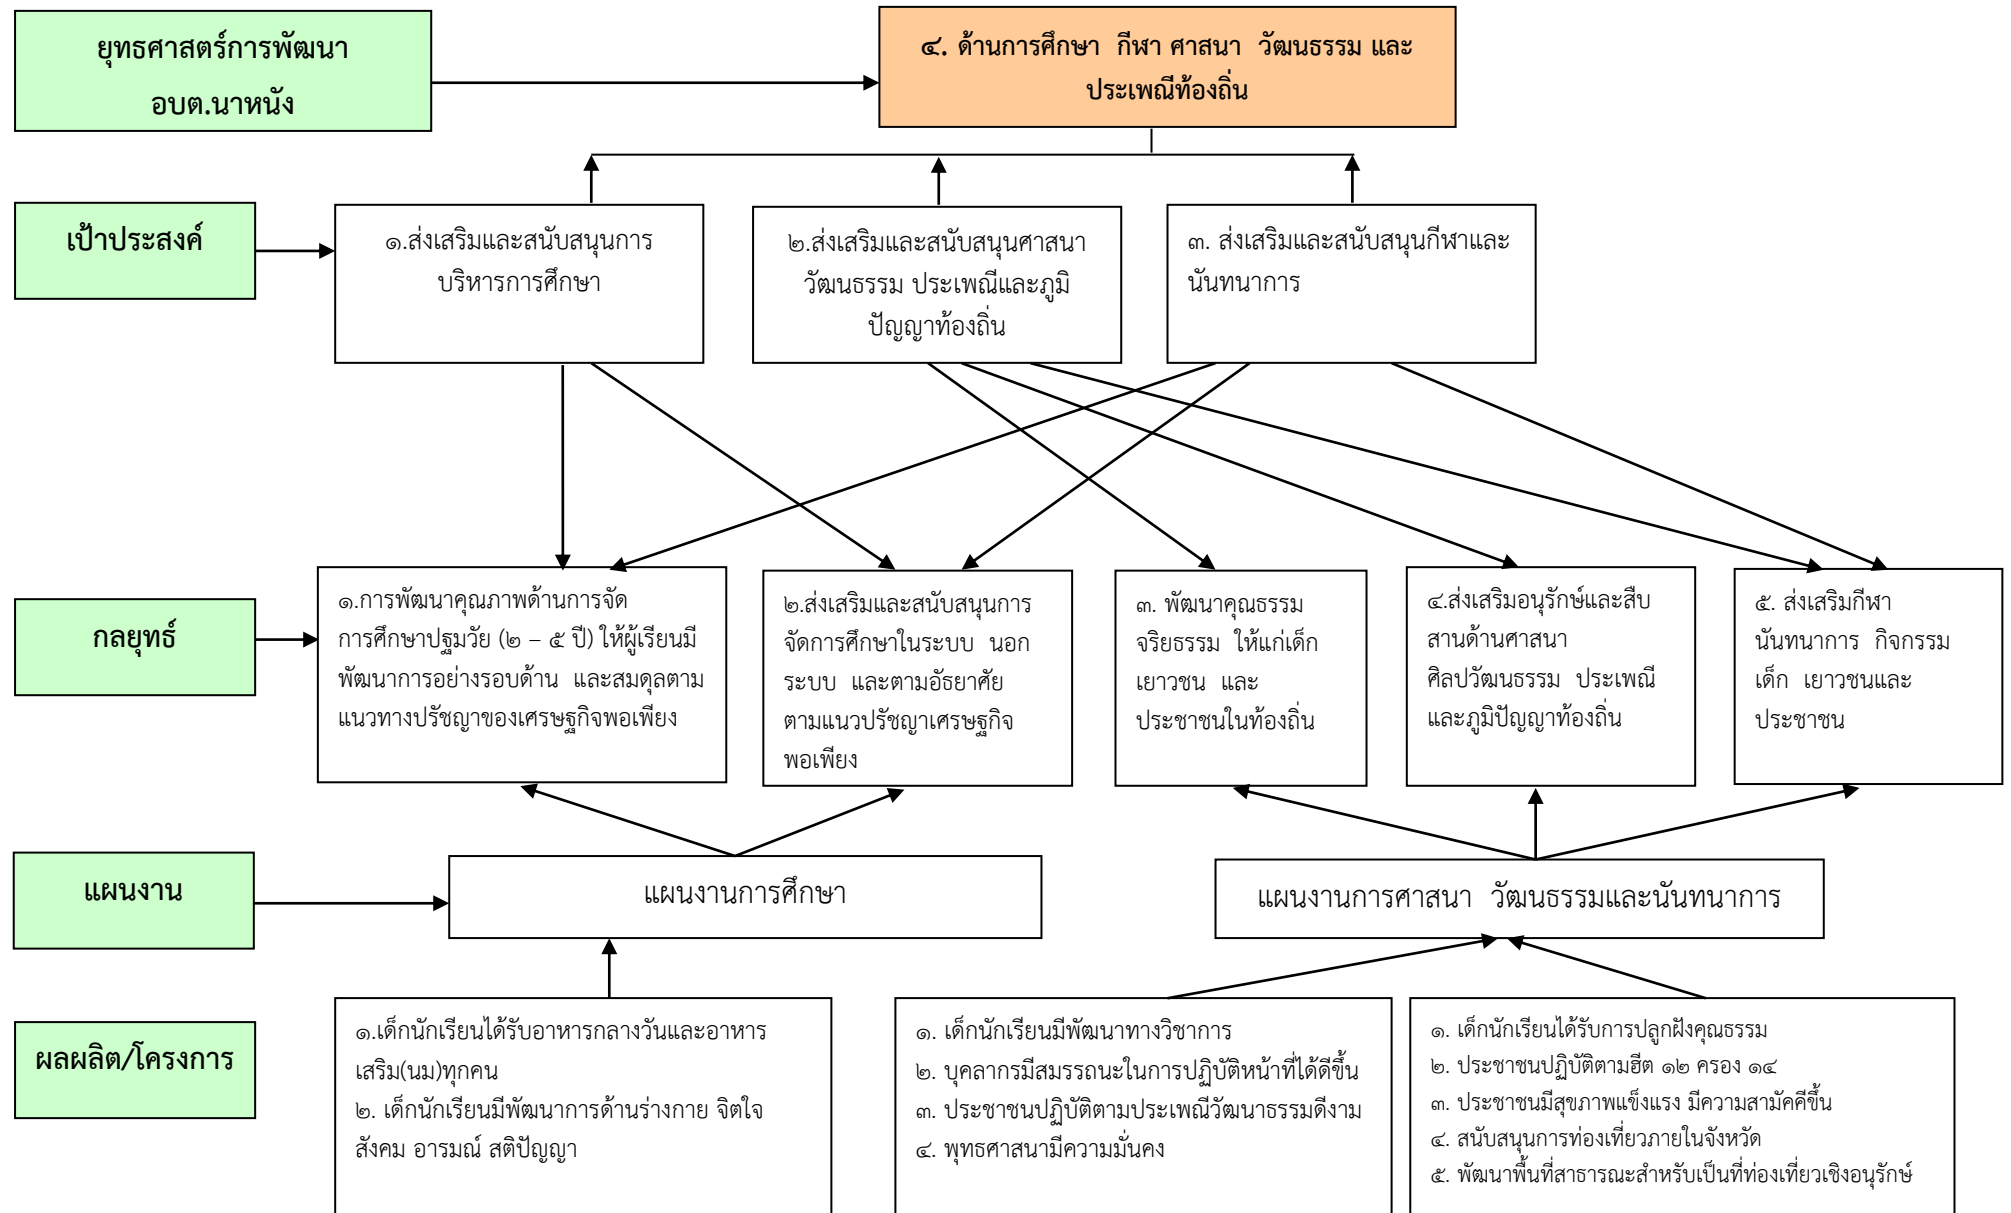 ยุทธศาสตร์การพัฒนา
อบต.นาหนัง
๔. ด้านการศึกษา กีฬา ศาสนา วัฒนธรรม และ
ประเพณีท้องถิ่น
เป้าประสงค์
๑.ส่งเสริมและสนับสนุนการ
บริหารการศึกษา
๒.ส่งเสริมและสนับสนุนศาสนา
วัฒนธรรม ประเพณีและภูมิ
ปัญญาท้องถิ่น
๓. ส่งเสริมและสนับสนุนกีฬาและ
นันทนาการ
กลยุทธ์
๑.การพัฒนาคุณภาพด้านการจัด
การศึกษาปฐมวัย (๒ – ๕ ปี) ให้ผู้เรียนมี
พัฒนาการอย่างรอบด้าน และสมดุลตาม
แนวทางปรัชญาของเศรษฐกิจพอเพียง
๒.ส่งเสริมและสนับสนุนการ
จัดการศึกษาในระบบ นอก
ระบบ และตามอัธยาศัย
ตามแนวปรัชญาเศรษฐกิจ
พอเพียง
๓. พัฒนาคุณธรรม
จริยธรรม ให้แก่เด็ก
เยาวชน และ
ประชาชนในท้องถิ่น
๔.ส่งเสริมอนุรักษ์และสืบ
สานด้านศาสนา
ศิลปวัฒนธรรม ประเพณี
และภูมิปัญญาท้องถิ่น
๕. ส่งเสริมกีฬา
นันทนาการ กิจกรรม
เด็ก เยาวชนและ
ประชาชน
แผนงาน
แผนงานการศึกษา
แผนงานการศาสนา วัฒนธรรมและนันทนาการ
ผลผลิต/โครงการ
๑.เด็กนักเรียนได้รับอาหารกลางวันและอาหาร
เสริม(นม)ทุกคน
๒. เด็กนักเรียนมีพัฒนาการด้านร่างกาย จิตใจ
สังคม อารมณ์ สติปัญญา
๑. เด็กนักเรียนมีพัฒนาทางวิชาการ
๒. บุคลากรมีสมรรถนะในการปฏิบัติหน้าที่ได้ดีขึ้น
๓. ประชาชนปฏิบัติตามประเพณีวัฒนาธรรมดีงาม
๔. พุทธศาสนามีความมั่นคง
๑. เด็กนักเรียนได้รับการปลูกฝังคุณธรรม
๒. ประชาชนปฏิบัติตามฮีต ๑๒ ครอง ๑๔
๓. ประชาชนมีสุขภาพแข็งแรง มีความสามัคคีขึ้น
๔. สนับสนุนการท่องเที่ยวภายในจังหวัด
๕. พัฒนาพื้นที่สาธารณะสำหรับเป็นที่ท่องเที่ยวเชิงอนุรักษ์